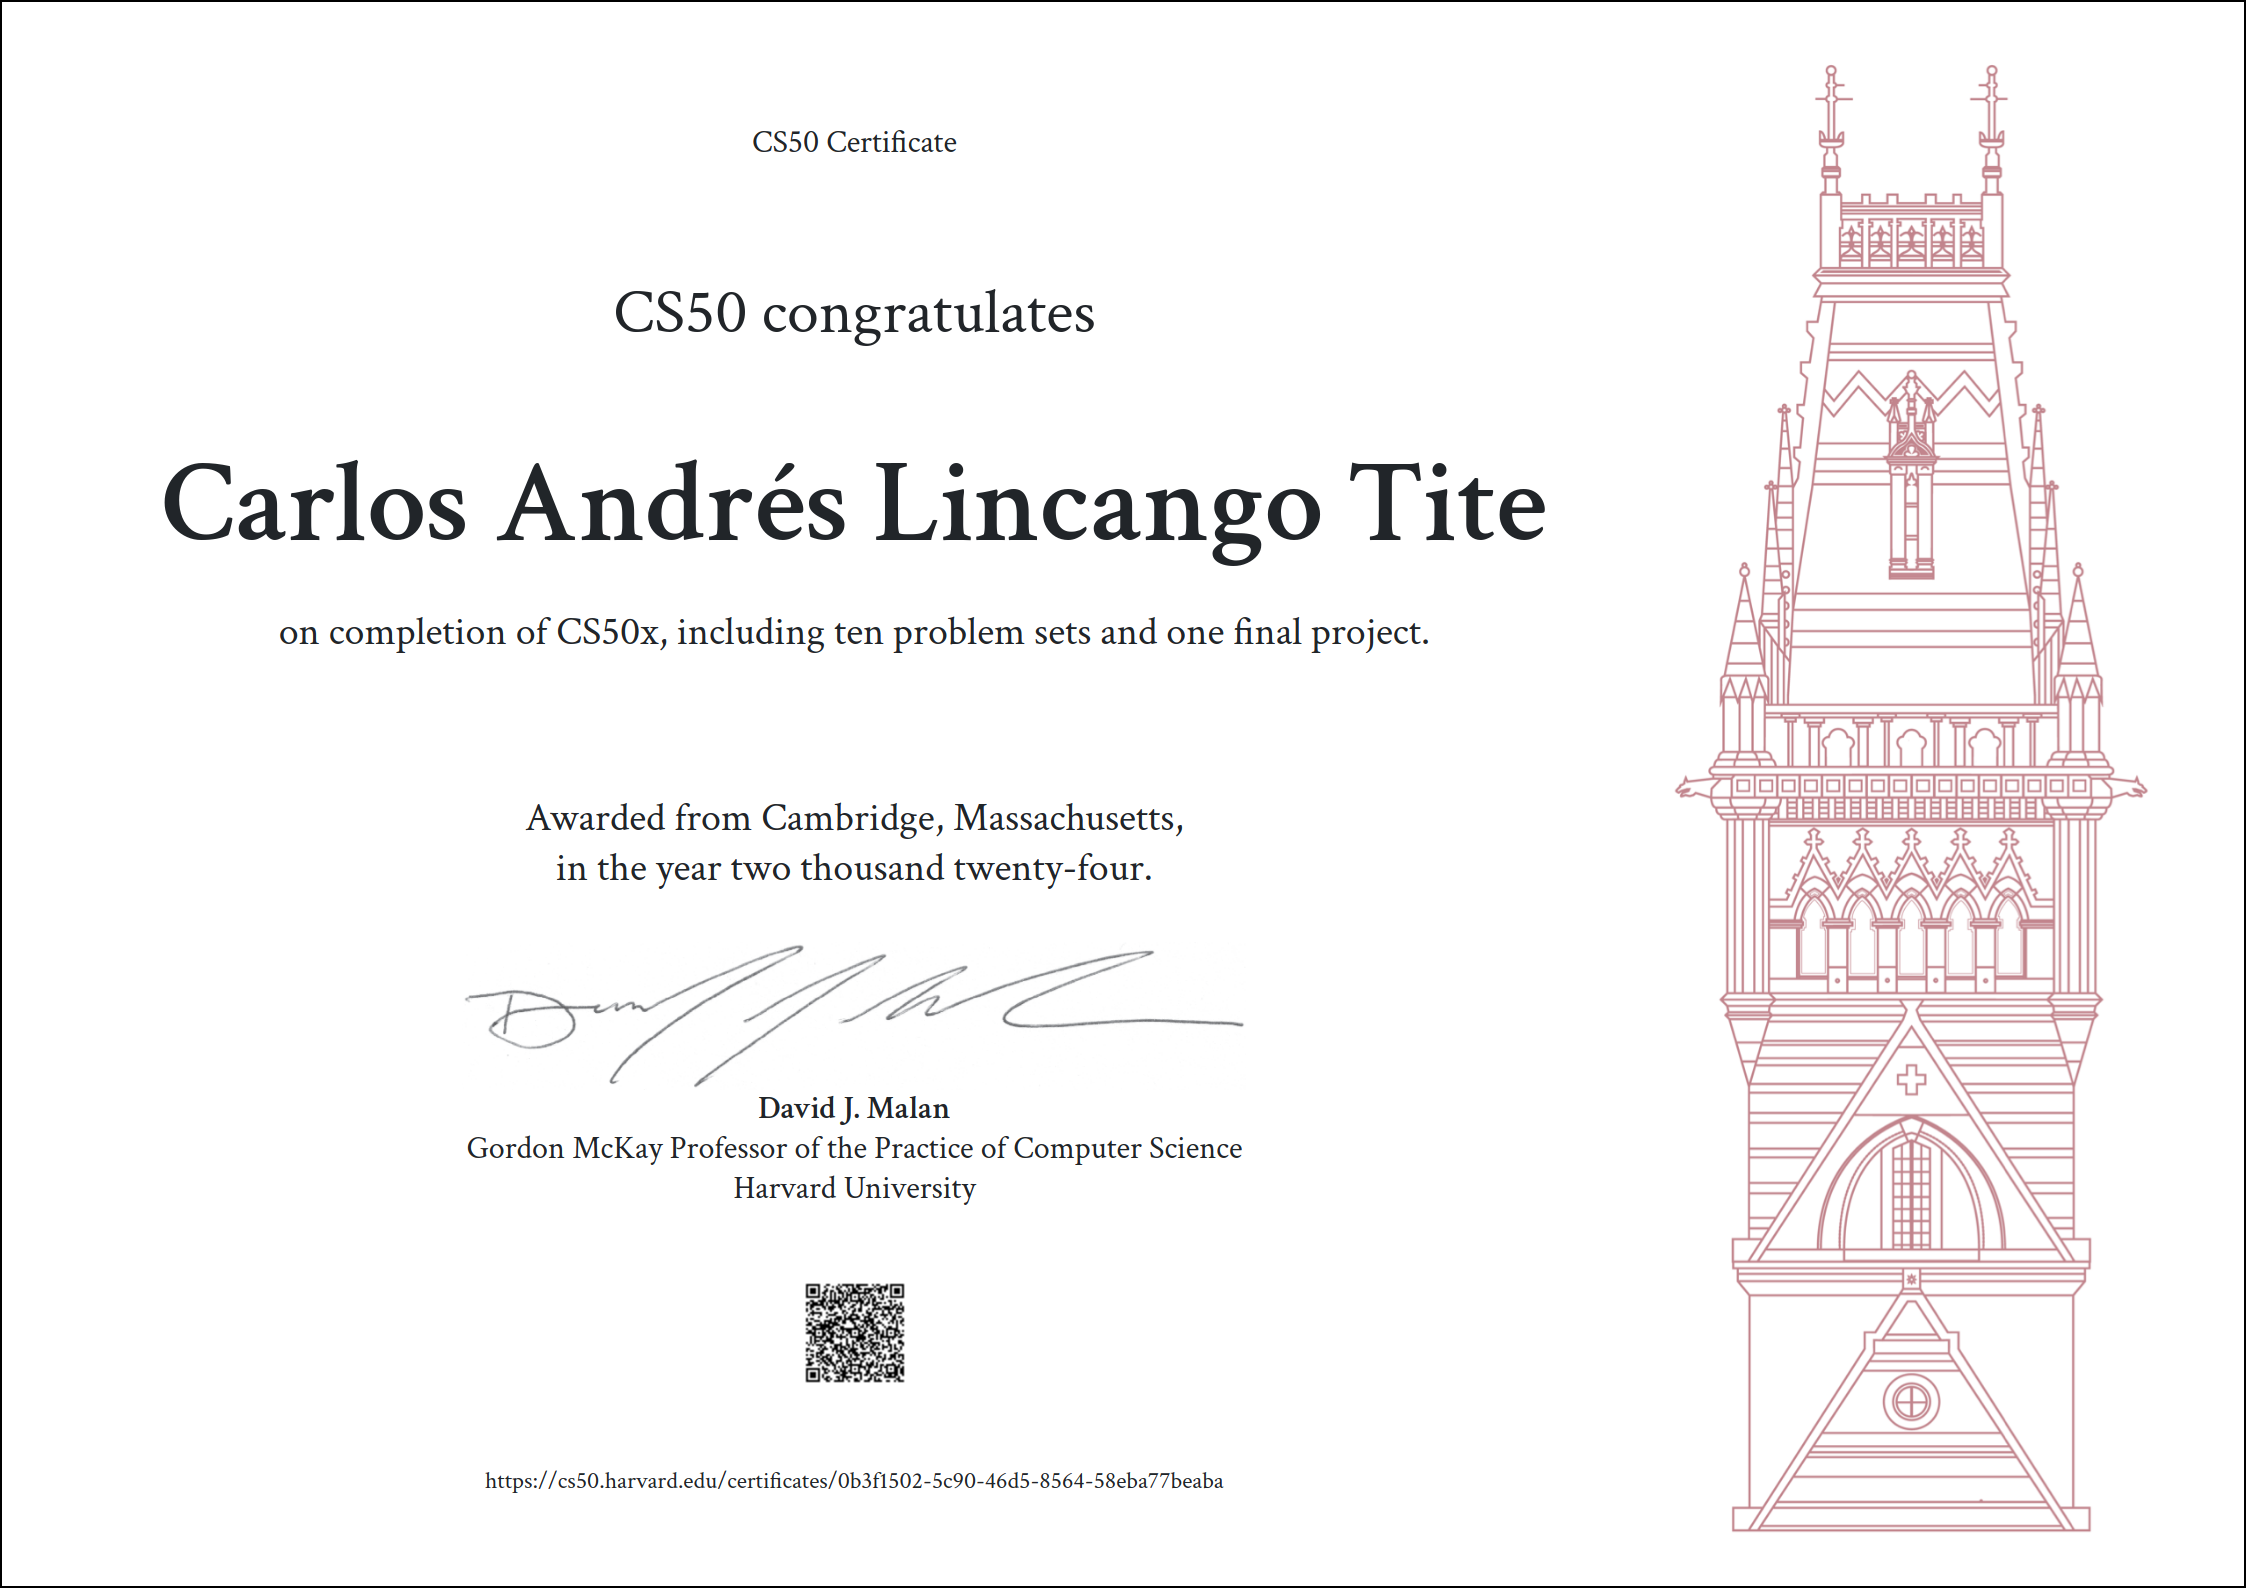 CS50 Certificate
CS50 congratulates
Carlos Andrés Lincango Tite
on completion of CS50x, including ten problem sets and one final project.
Awarded from Cambridge, Massachusetts,
in the year two thousand twenty-four.
David J. Malan
Gordon McKay Professor of the Practice of Computer Science
Harvard University
https://cs50.harvard.edu/certificates/0b3f1502-5c90-46d5-8564-58eba77beaba